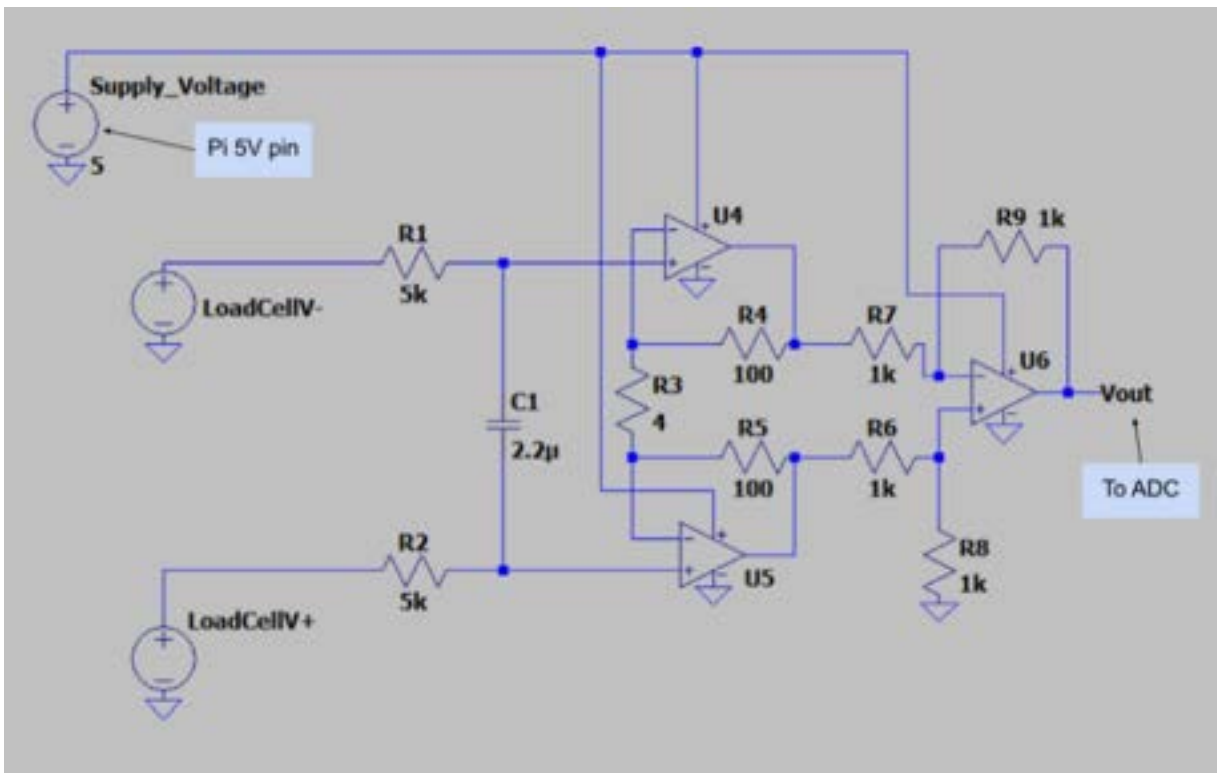 Supply_Voltage
Pi 5V pin
5
U4
R9 1k
R1
5k
LoadCellV-
R4
100
R7
1k
U6
Vout
R3
4
C1
2.2µ
R5
100
R6
1k
To ADC
R2
5k
U5
R8
1k
LoadCellV+